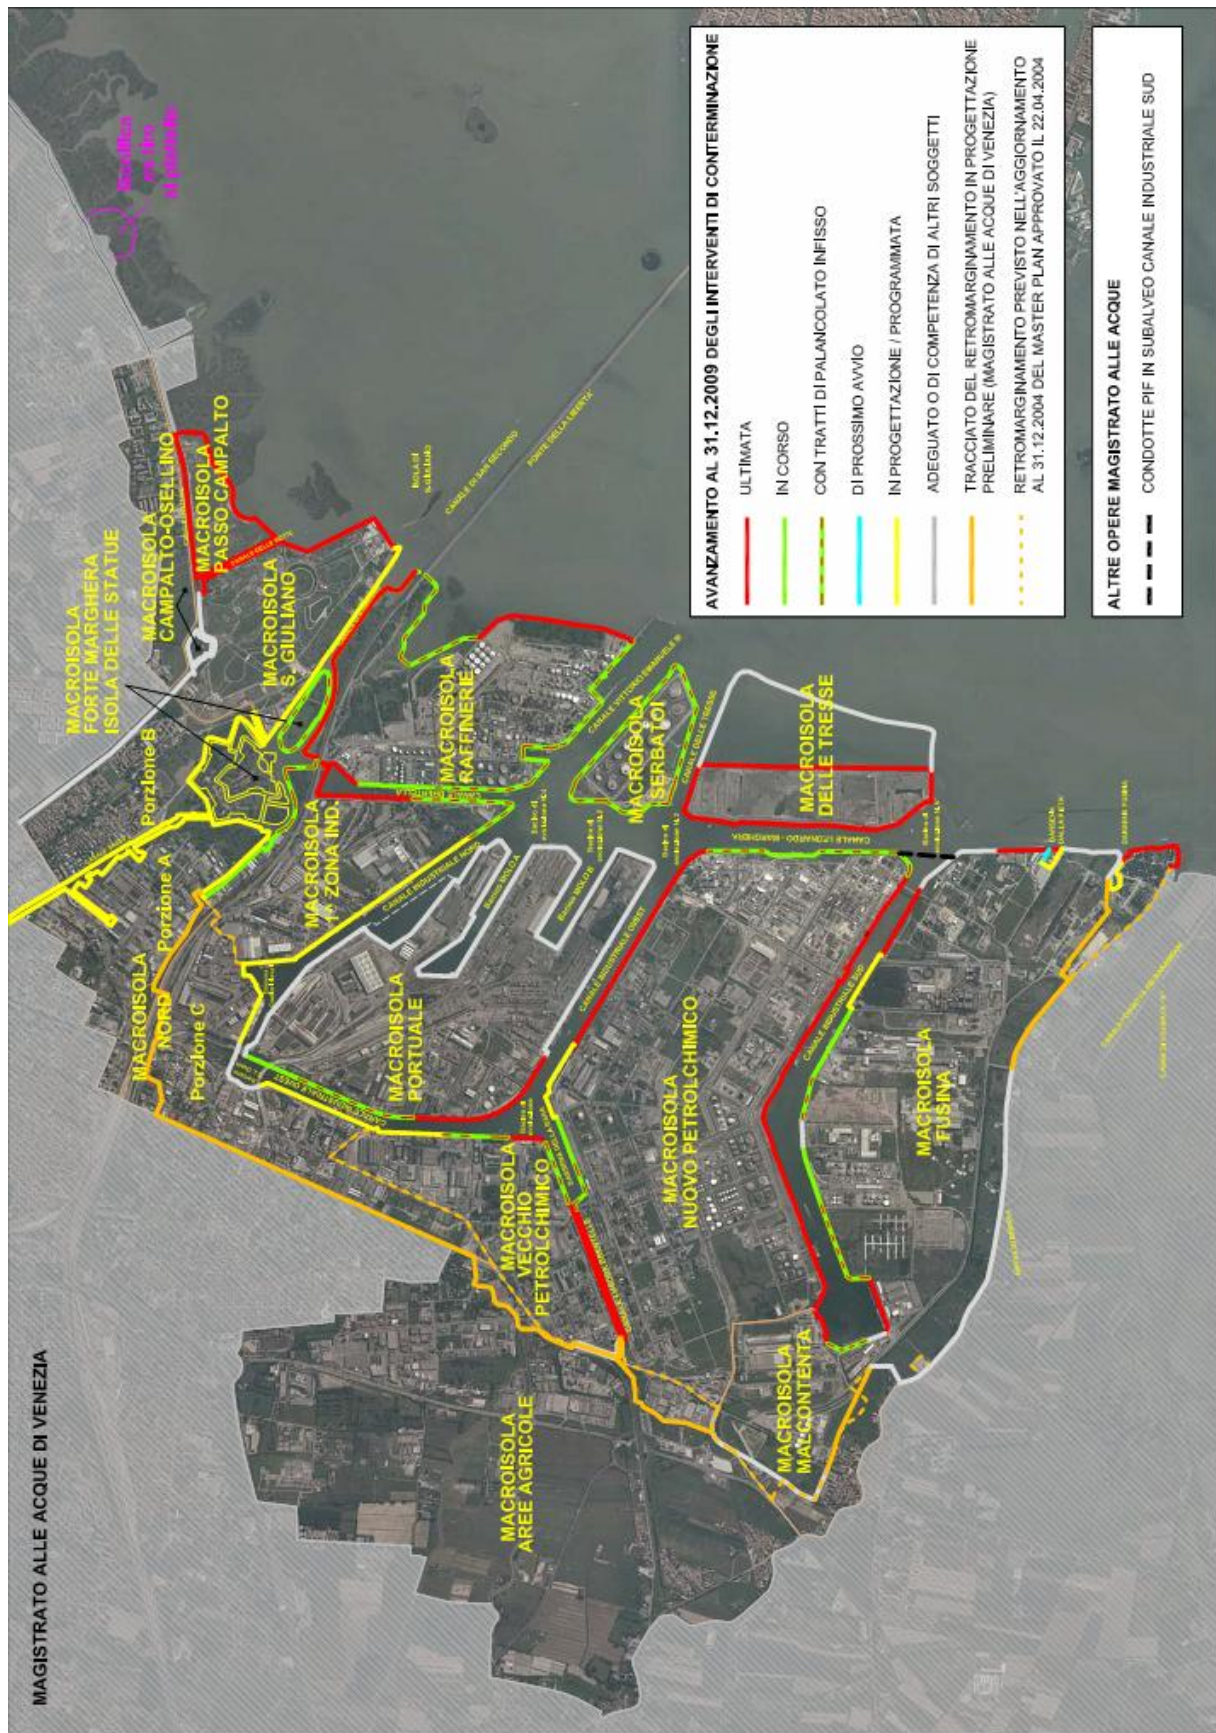 MAGISTRATO ALLE ACQUE DI VENEZIA
MACROISOLA
FORTE MARGHERA
ISOLA DELLE STATUE
MACROISOLA
CAMPALTO-OSELLINO
MACROISOLA
PASSO CAMPALTO
MACROISOLA
S. GIULIANO
Porzione B
Porzione A
MACROISOLA
NORD
Porzione C
MACROISOLA
1^ ZONA IND.
MACROISOLA
RAFFINERIE
MACROISOLA
PORTUALE
MACROISOLA
SERBATOI
MACROISOLA
DELLE TRESSE
MACROISOLA
VECCHIO
PETROLCHIMICO
MACROISOLA
NUOVO PETROLCHIMICO
MACROISOLA
FUSINA
MACROISOLA
MALCONTENTA
MACROISOLA
AREE AGRICOLE
CANALE DI SAN SECONDO
PONTE DELLA LIBERTA'
CANALE VITTORIO EMANUELE III
CANALE DELLE TRESSE
CANALE INDUSTRIALE NORD
Bacino MOLO A
Bacino MOLO B
CANALE INDUSTRIALE OVEST
CANALE INDUSTRIALE OVEST
CANALE INDUSTRIALE SUD
AVANZAMENTO AL 31.12.2009 DEGLI INTERVENTI DI CONTERMINAZIONE
ULTIMATA
IN CORSO
CON TRATTI DI PALANCOLATO INFISSO
DI PROSSIMO AVVIO
IN PROGETTAZIONE / PROGRAMMATA
ADEGUATO O DI COMPETENZA DI ALTRI SOGGETTI
TRACCIATO DEL RETROMARGINAMENTO IN PROGETTAZIONE
PRELIMINARE (MAGISTRATO ALLE ACQUE DI VENEZIA)
RETROMARGINAMENTO PREVISTO NELL'AGGIORNAMENTO
AL 31.12.2004 DEL MASTER PLAN APPROVATO IL 22.04.2004
ALTRE OPERE MAGISTRATO ALLE ACQUE
CONDOTTE PIF IN SUBALVEO CANALE INDUSTRIALE SUD